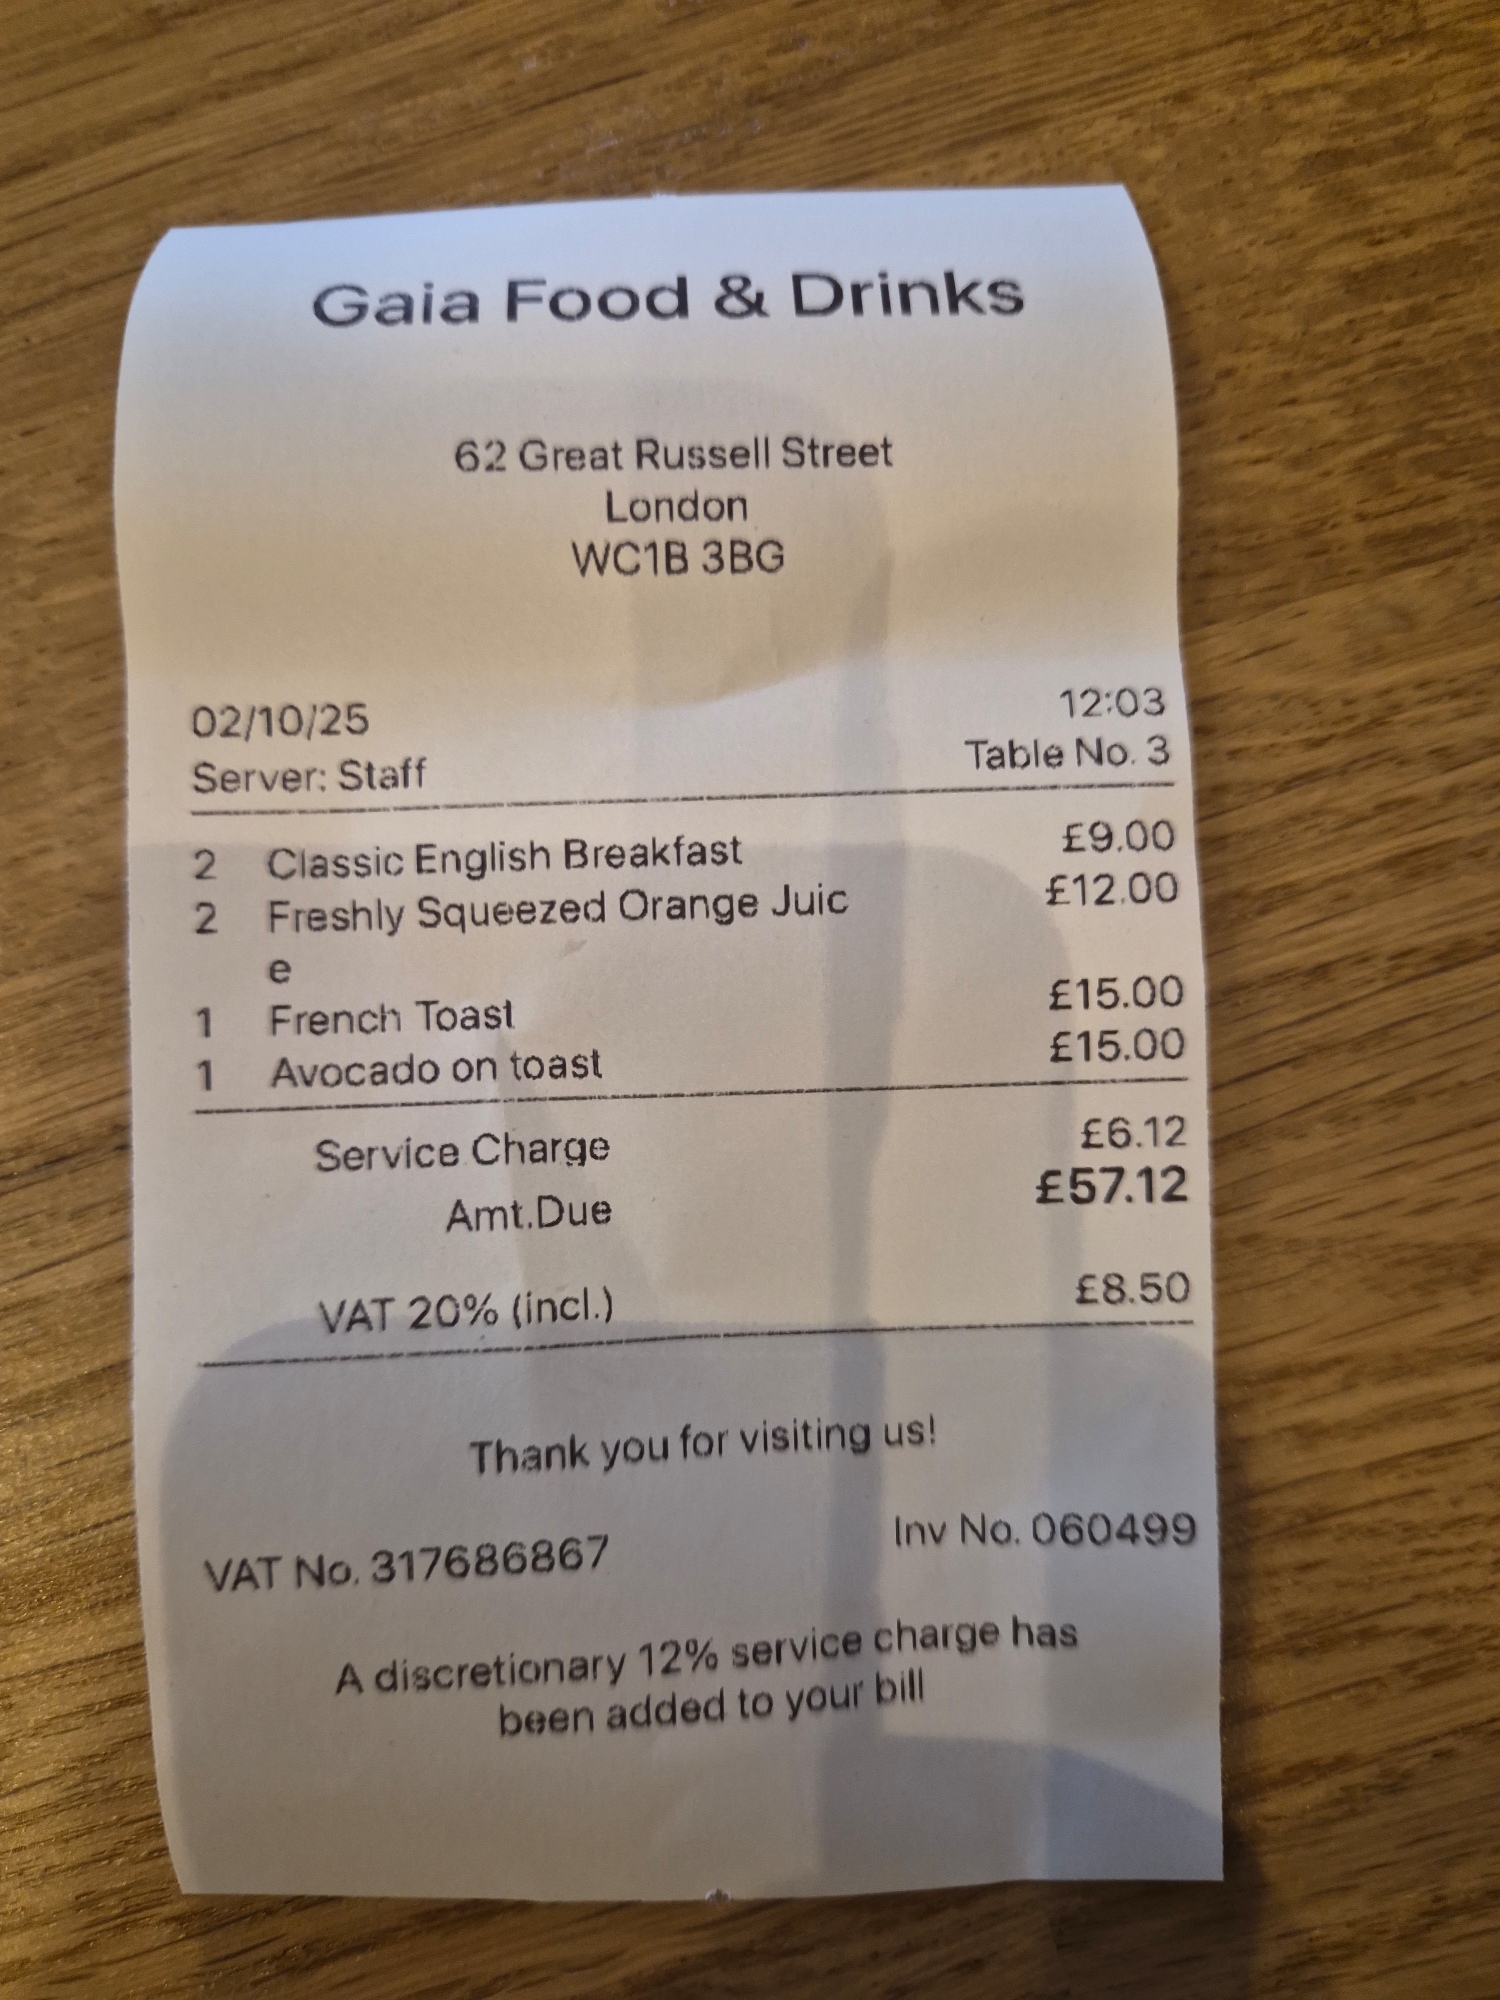 Gaia Food & Drinks
62 Great Russell Street
London
WC1B 3BG
02/10/25 12:03
Server: Staff Table No. 3
2 Classic English Breakfast £9.00
2 Freshly Squeezed Orange Juic £12.00
e
1 French Toast £15.00
1 Avocado on toast £15.00
Service Charge £6.12
Amt.Due £57.12
VAT 20% (incl.) £8.50
Thank you for visiting us!
VAT No. 317686867 Inv No. 060499
A discretionary 12% service charge has
been added to your bill